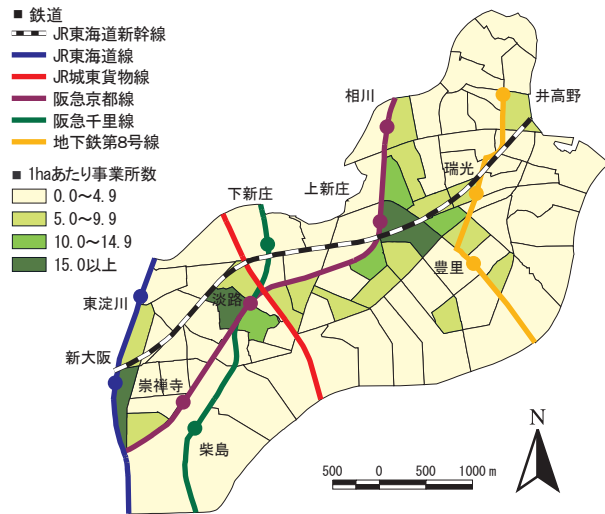 ■ 鉄道
JR東海道新幹線
JR東海道線
JR城東貨物線
阪急京都線
阪急千里線
地下鉄第8号線
■ 1haあたり事業所数
0.0～4.9
5.0～9.9
10.0～14.9
15.0以上
相川
井高野
瑞光
上新庄
下新庄
豊里
淡路
東淀川
新大阪
崇禅寺
柴島
N
500 0 500 1000 m